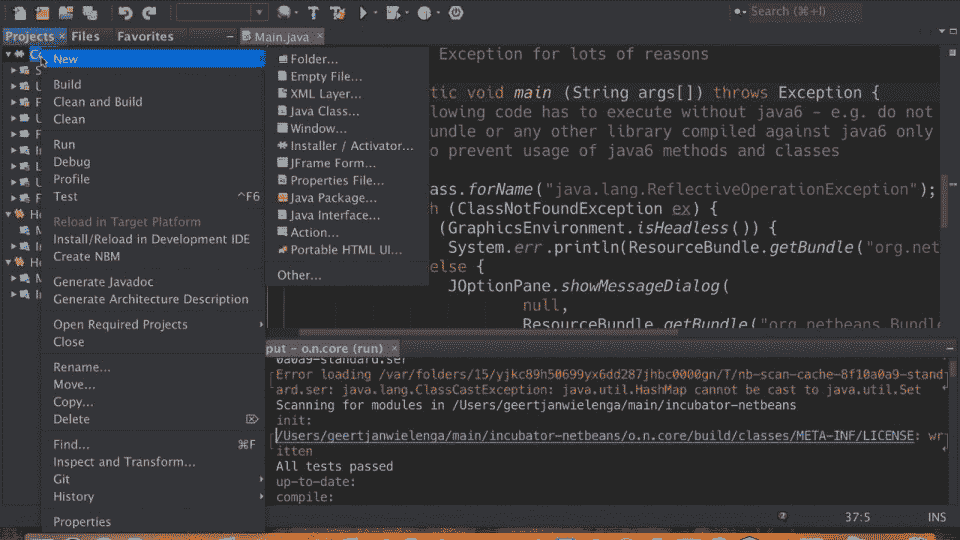 Search (⌘+I)
Projects
Files
Favorites
Main.java
New
Build
Clean and Build
Clean
Run
Debug
Profile
Test ^F6
Reload in Target Platform
Install/Reload in Development IDE
Create NBM
Generate Javadoc
Generate Architecture Description
Open Required Projects
Close
Rename...
Move...
Copy...
Delete
Find... ⌘F
Inspect and Transform...
Git
History
Properties
Folder...
Empty File...
XML Layer...
Java Class...
Window...
Installer / Activator...
JFrame Form...
Properties File...
Java Package...
Java Interface...
Action...
Portable HTML UI...
Other...
Exception for lots of reasons
tic void main (String args[]) throws Exception {
lowing code has to execute without java6 - e.g. do not
undle or any other library compiled against java6 only
o prevent usage of java6 methods and classes
ass.forName("java.lang.ReflectiveOperationException");
h (ClassNotFoundException ex) {
(GraphicsEnvironment.isHeadless()) {
System.err.println(ResourceBundle.getBundle("org.net
else {
JOptionPane.showMessageDialog(
null,
ResourceBundle.getBundle("org.netbeans.Bundl
put - o.n.core (run)
0a0a9-standard.ser
Error loading /var/folders/15/yjkc89h50699yx6dd287jhbc0000gn/T/nb-scan-cache-8f10a0a9-stand
ard.ser: java.lang.ClassCastException: java.util.HashMap cannot be cast to java.util.Set
Scanning for modules in /Users/geertjanwielenga/main/incubator-netbeans
init:
/Users/geertjanwielenga/main/incubator-netbeans/o.n.core/build/classes/META-INF/LICENSE: wr
itten
All tests passed
up-to-date:
compile:
37:5
INS